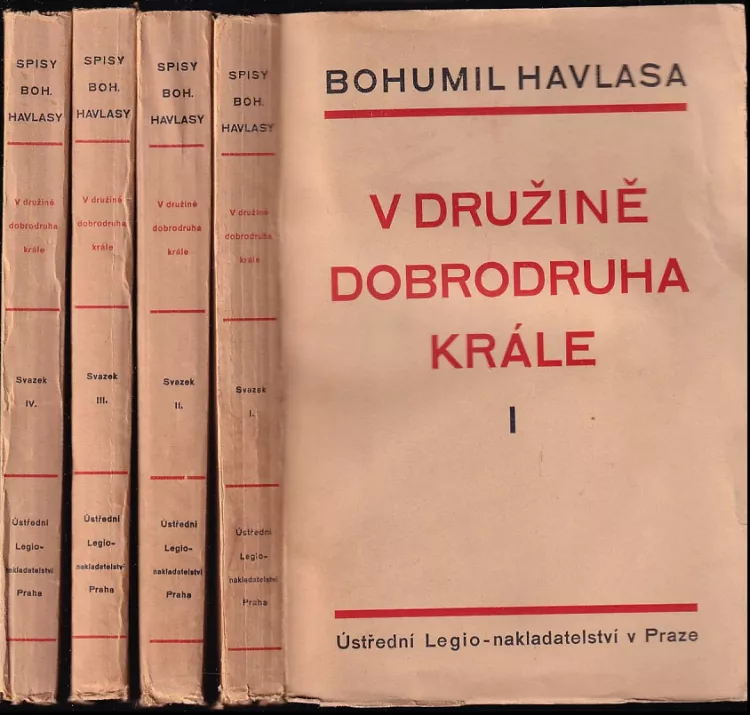 SPISY
BOH.
HAVLASY
V družině
dobrodruha
krále
Svazek
IV.
Ústřední
Legio-
nakladatelství
Praha
SPISY
BOH.
HAVLASY
V družině
dobrodruha
krále
Svazek
III.
Ústřední
Legio-
nakladatelství
Praha
SPISY
BOH.
HAVLASY
V družině
dobrodruha
krále
Svazek
II.
Ústřední
Legio-
nakladatelství
Praha
SPISY
BOH.
HAVLASY
V družině
dobrodruha
krále
Svazek
I.
Ústřední
Legio-
nakladatelství
Praha
BOHUMIL HAVLASA
V DRUŽINĚ
DOBRODRUHA
KRÁLE
I
Ústřední Legio-nakladatelství v Praze